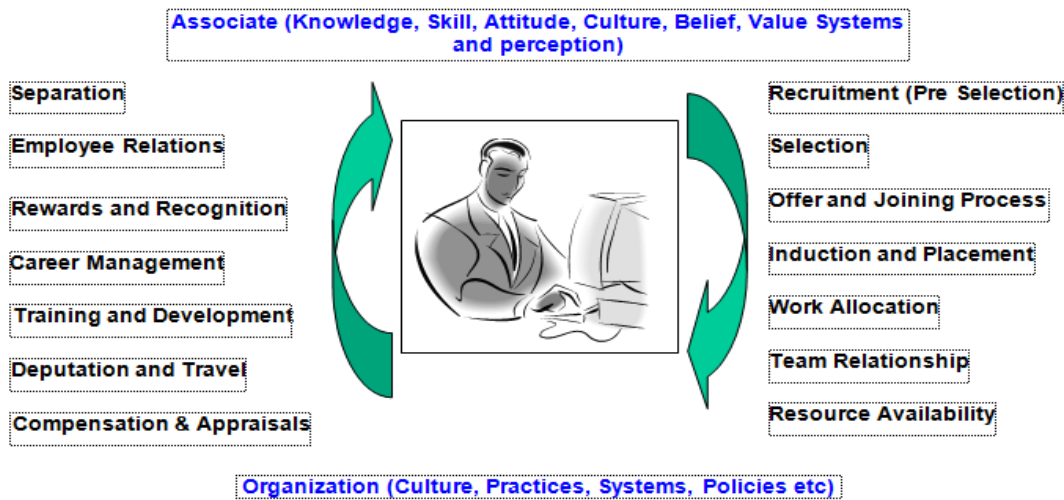 Associate (Knowledge, Skill, Attitude, Culture, Belief, Value Systems
and perception)
Separation
Employee Relations
Rewards and Recognition
Career Management
Training and Development
Deputation and Travel
Compensation & Appraisals
Recruitment (Pre Selection)
Selection
Offer and Joining Process
Induction and Placement
Work Allocation
Team Relationship
Resource Availability
Organization (Culture, Practices, Systems, Policies etc)